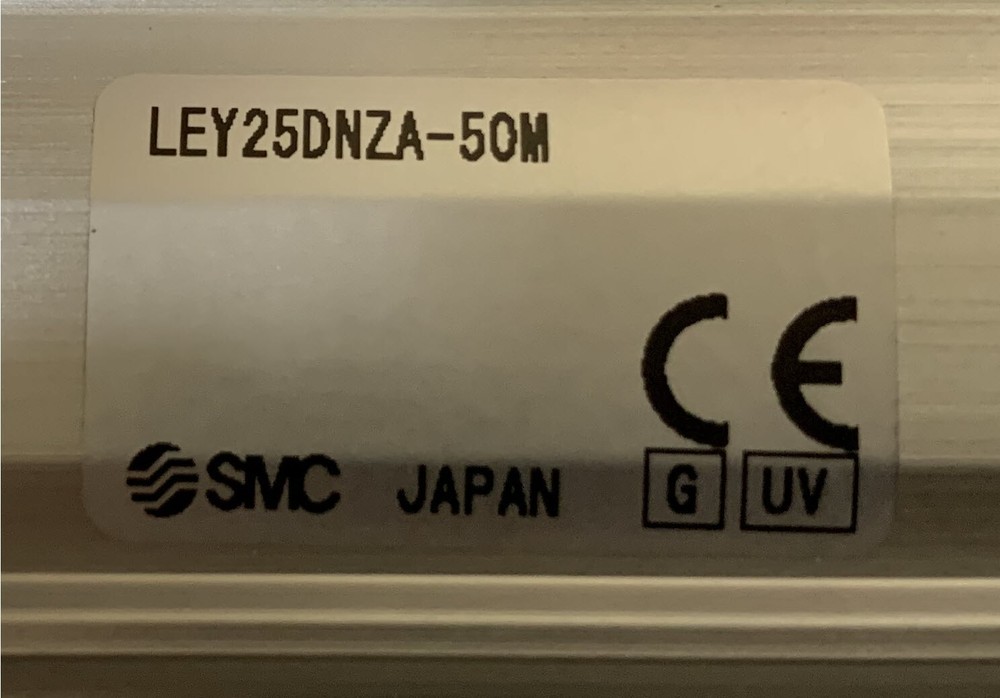 LEY25DNZA-50M
CE
SMC JAPAN G UV